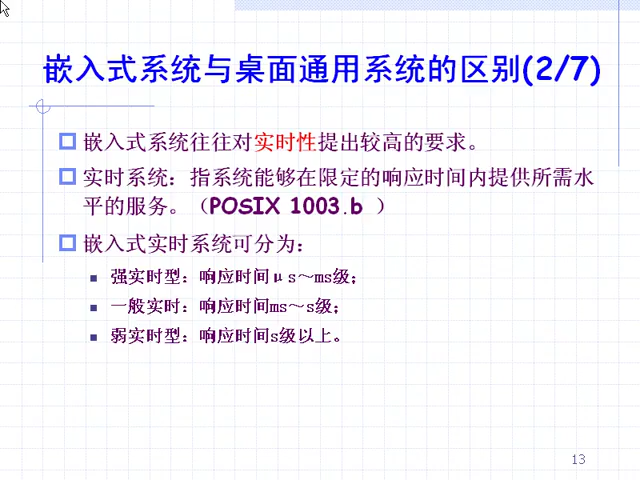 嵌入式系统与桌面通用系统的区别(2/7)
嵌入式系统往往对实时性提出较高的要求。
实时系统：指系统能够在限定的响应时间内提供所需水
平的服务。（POSIX 1003.b ）
嵌入式实时系统可分为：
强实时型：响应时间μs～ms级；
一般实时：响应时间ms～s级；
弱实时型：响应时间s级以上。
13